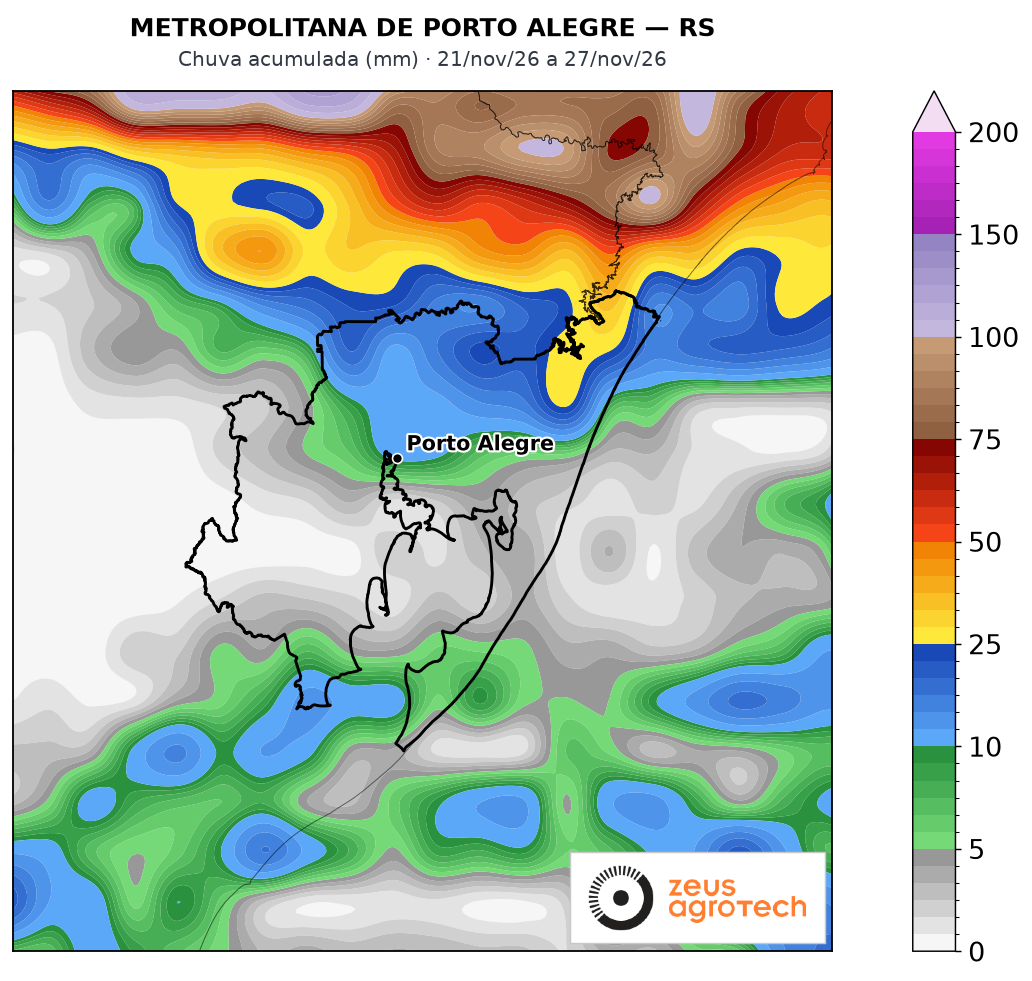 METROPOLITANA DE PORTO ALEGRE — RS
Chuva acumulada (mm) · 21/nov/26 a 27/nov/26
200
150
100
75
50
25
10
5
0
Porto Alegre
zeus
agrotech